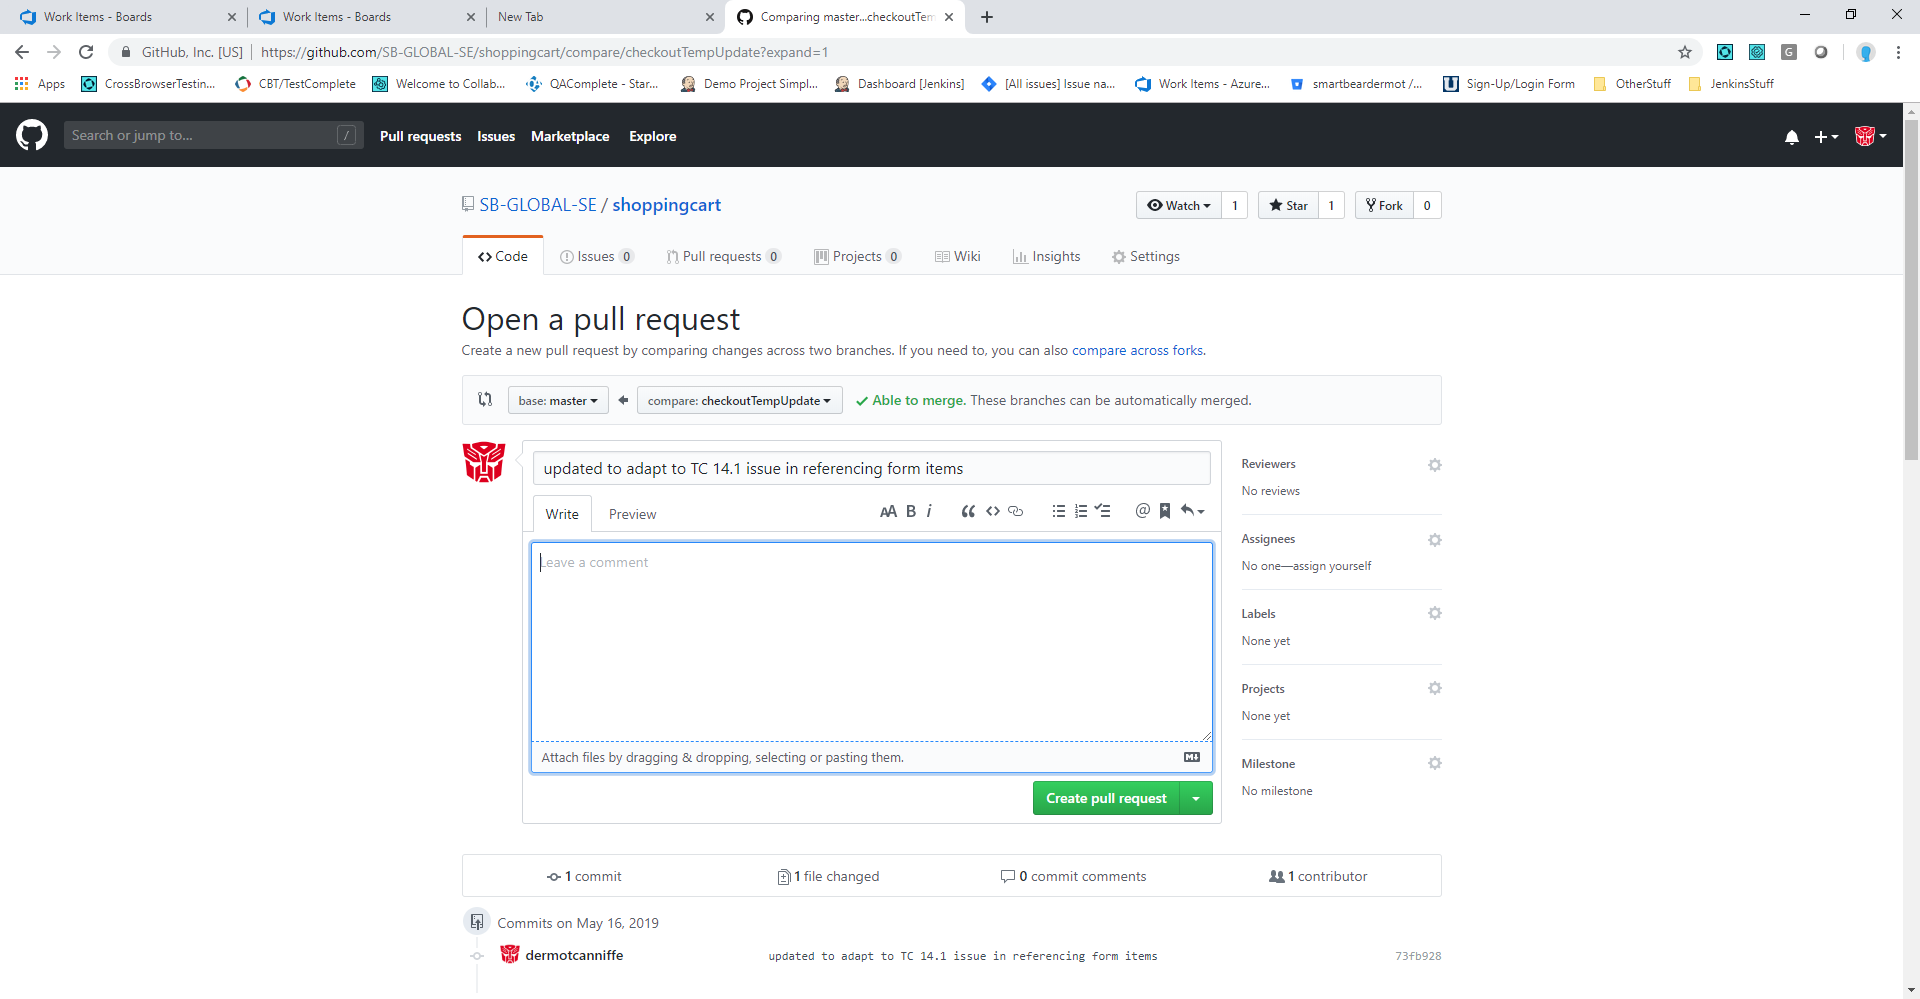 Work Items - Boards
Work Items - Boards
New Tab
Comparing master...checkoutTem
GitHub, Inc. [US] https://github.com/SB-GLOBAL-SE/shoppingcart/compare/checkoutTempUpdate?expand=1
Apps CrossBrowserTestin... CBT/TestComplete Welcome to Collab... QAComplete - Star... Demo Project Simpl... Dashboard [Jenkins] [All issues] Issue na... Work Items - Azure... smartbeardermot /... Sign-Up/Login Form OtherStuff JenkinsStuff
Search or jump to... / Pull requests Issues Marketplace Explore
SB-GLOBAL-SE / shoppingcart
Watch 1 Star 1 Fork 0
Code Issues 0 Pull requests 0 Projects 0 Wiki Insights Settings
Open a pull request
Create a new pull request by comparing changes across two branches. If you need to, you can also compare across forks.
base: master compare: checkoutTempUpdate Able to merge. These branches can be automatically merged.
updated to adapt to TC 14.1 issue in referencing form items
Write Preview
AA B i
Leave a comment
Attach files by dragging & dropping, selecting or pasting them.
Create pull request
Reviewers
No reviews
Assignees
No one—assign yourself
Labels
None yet
Projects
None yet
Milestone
No milestone
1 commit 1 file changed 0 commit comments 1 contributor
Commits on May 16, 2019
dermotcanniffe updated to adapt to TC 14.1 issue in referencing form items 73fb928